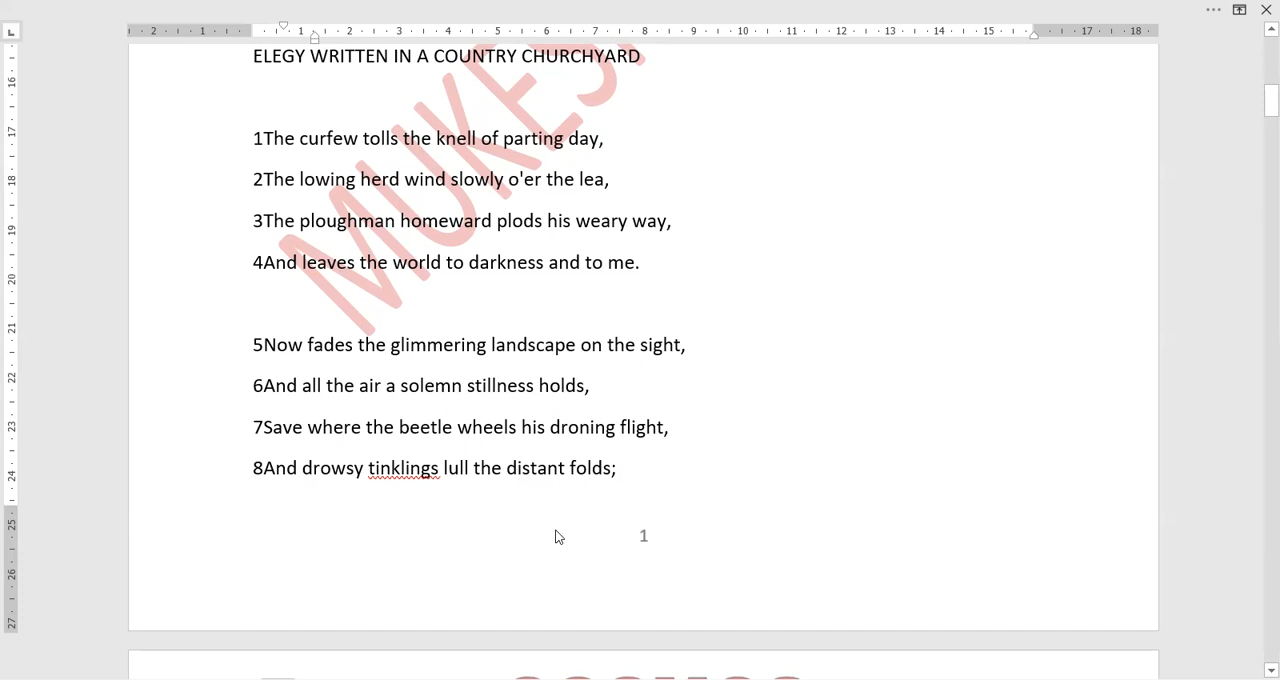 ELEGY WRITTEN IN A COUNTRY CHURCHYARD
1The curfew tolls the knell of parting day,
2The lowing herd wind slowly o'er the lea,
3The ploughman homeward plods his weary way,
4And leaves the world to darkness and to me.
5Now fades the glimmering landscape on the sight,
6And all the air a solemn stillness holds,
7Save where the beetle wheels his droning flight,
8And drowsy tinklings lull the distant folds;
1
MUKES